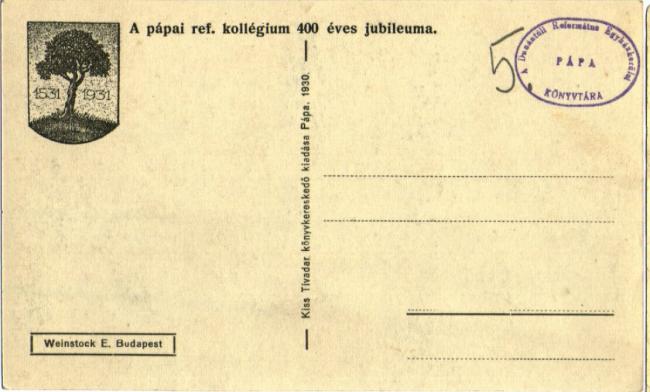 A pápai ref. kollégium 400 éves jubileuma.
1531 1931
5
A Dunántúli Református Egyházkerület
PÁPA
KÖNYVTÁRA
Kiss Tivadar könyvkereskedő kiadása Pápa. 1930.
Weinstock E. Budapest